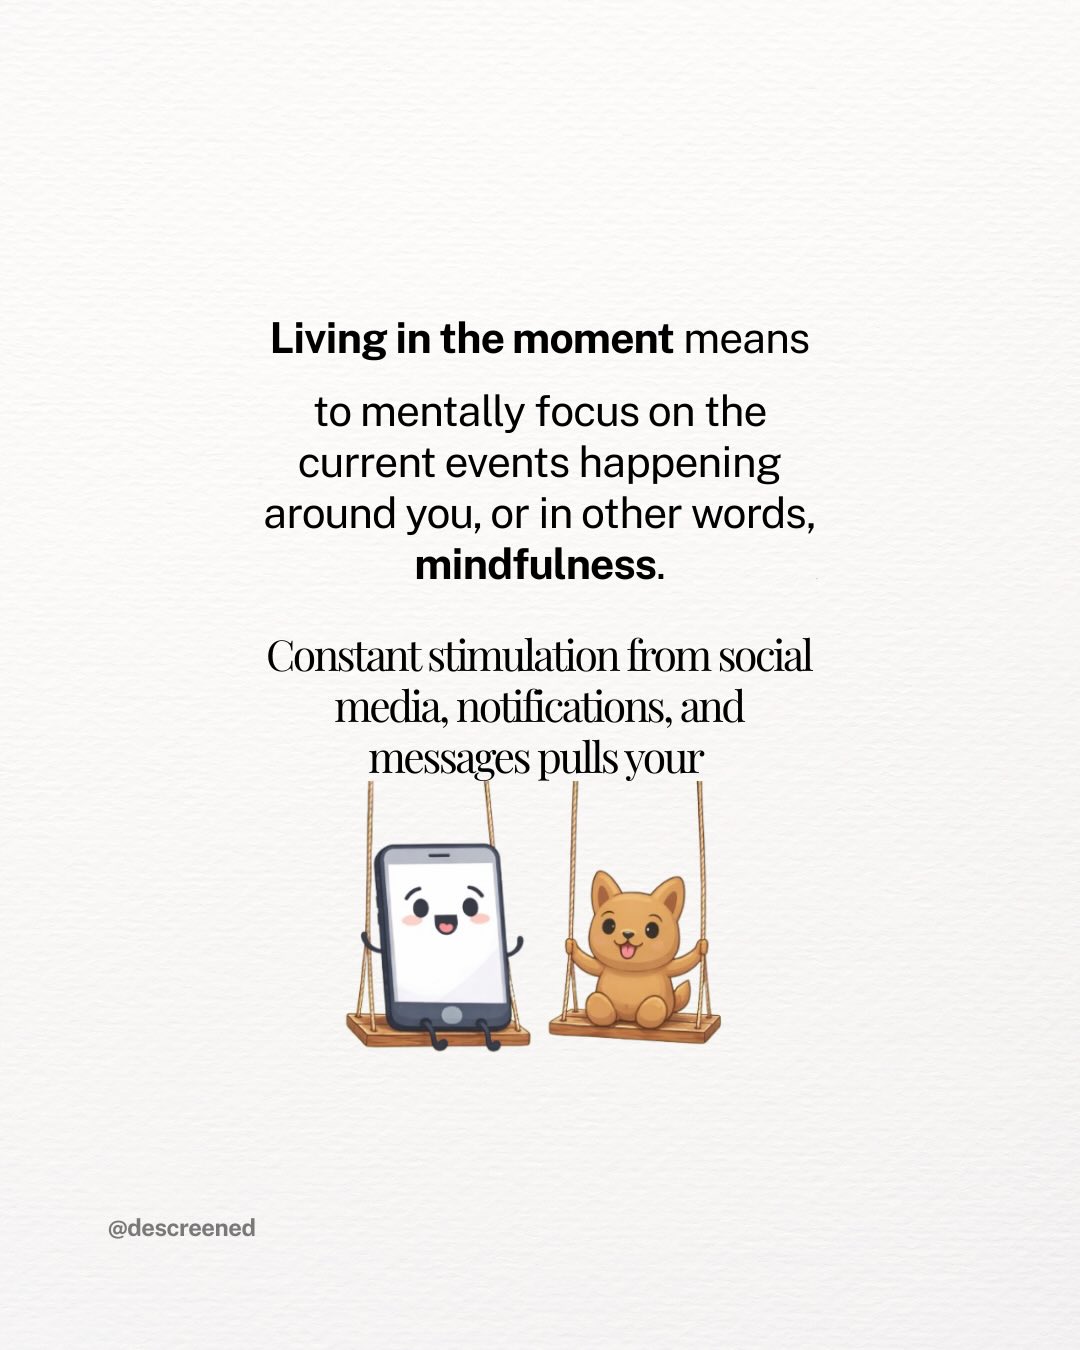 Living in the moment means
to mentally focus on the
current events happening
around you, or in other words,
mindfulness.
Constant stimulation from social
media, notifications, and
messages pulls your
@descreened